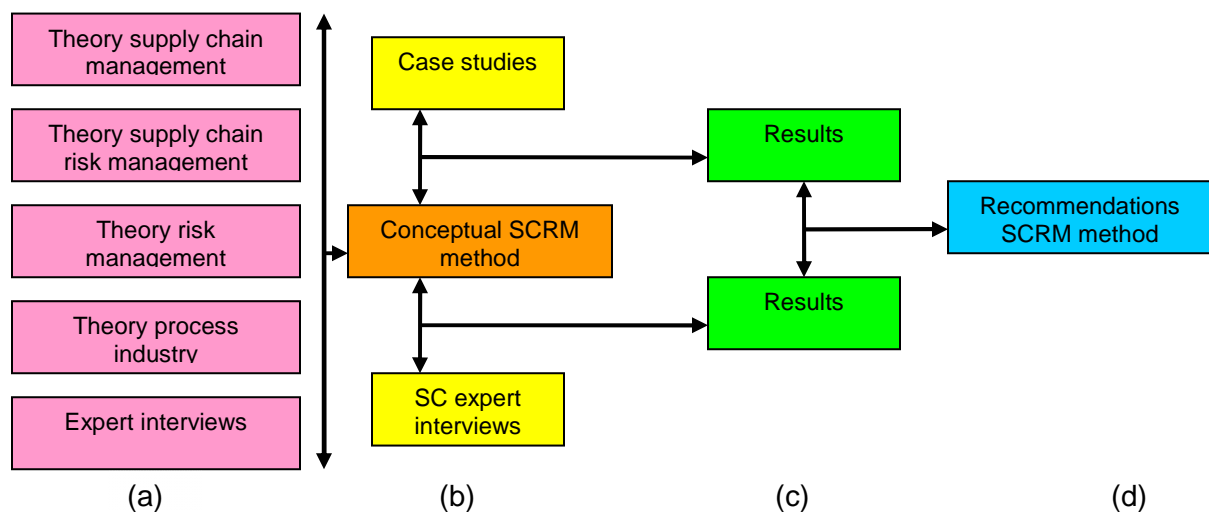 Theory supply chain
management
Theory supply chain
risk management
Theory risk
management
Theory process
industry
Expert interviews
Case studies
Conceptual SCRM
method
SC expert
interviews
Results
Results
Recommendations
SCRM method
(a)
(b)
(c)
(d)